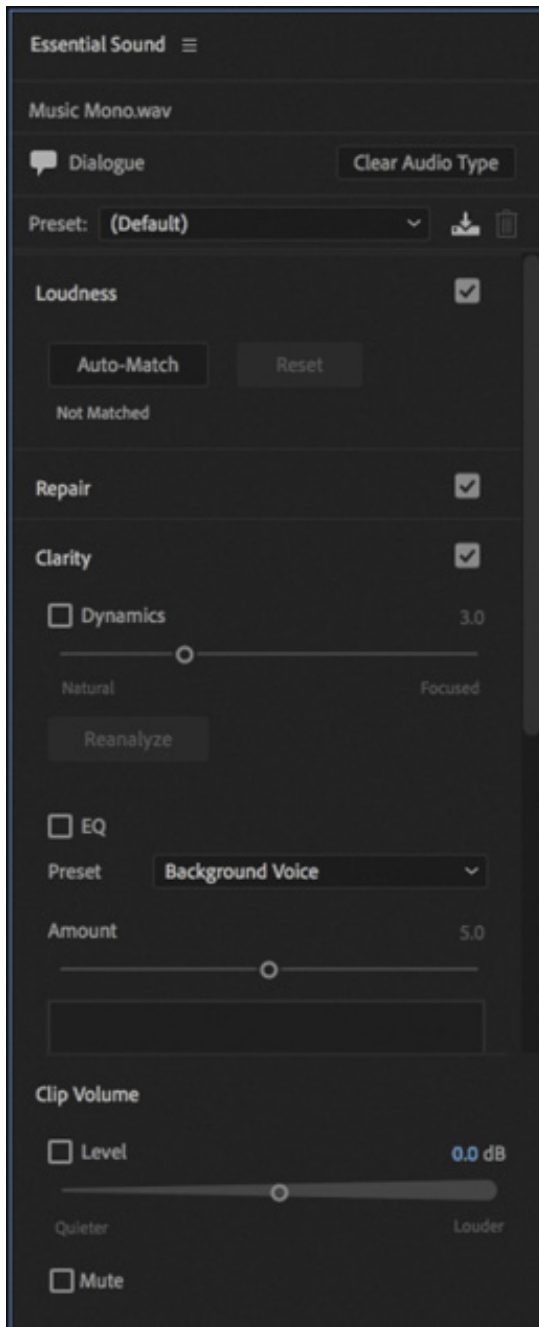 Essential Sound
Music Mono.wav
Dialogue Clear Audio Type
Preset: (Default)
Loudness
Auto-Match Reset
Not Matched
Repair
Clarity
Dynamics 3.0
Natural Focused
Reanalyze
EQ
Preset Background Voice
Amount 5.0
Clip Volume
Level 0.0 dB
Quieter Louder
Mute